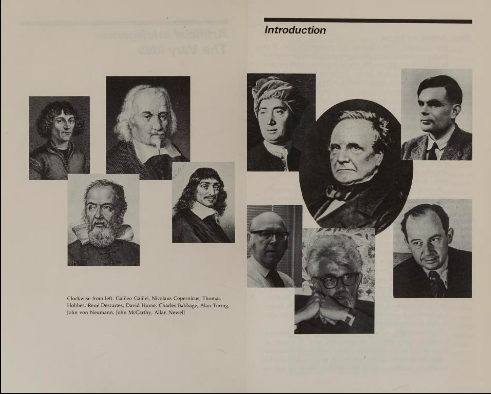 Introduction
Clockwise from left: Galileo Galilei, Nicolaus Copernicus, Thomas
Hobbes, René Descartes, David Hume, Charles Babbage, Alan Turing,
John von Neumann, John McCarthy, Allan Newell